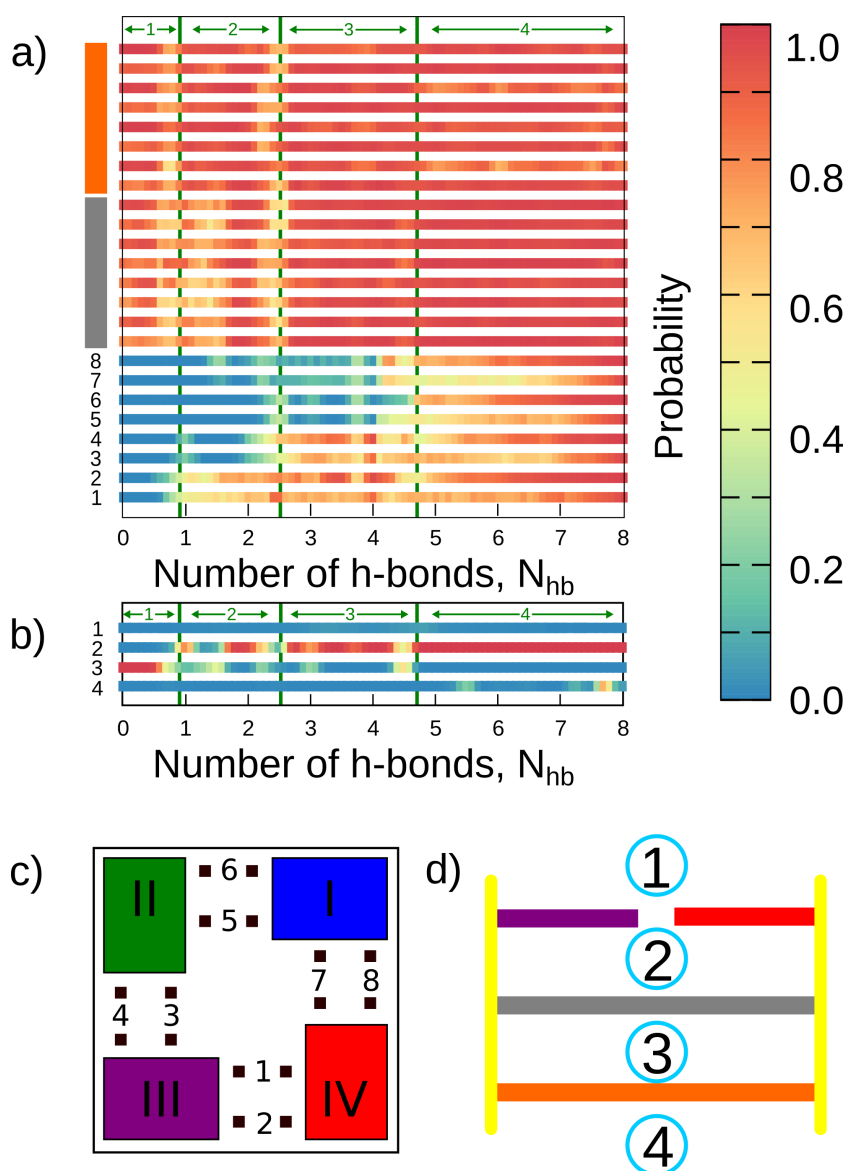 a)
1 2 3 4
8
7
6
5
4
3
2
1
0 1 2 3 4 5 6 7 8
Number of h-bonds, Nhb
1.0
0.8
0.6
0.4
0.2
0.0
Probability
b)
1 2 3 4
1
2
3
4
0 1 2 3 4 5 6 7 8
Number of h-bonds, Nhb
c)
II 6 I
5
7 8
4 3
III 1 IV
2
d)
1
2
3
4